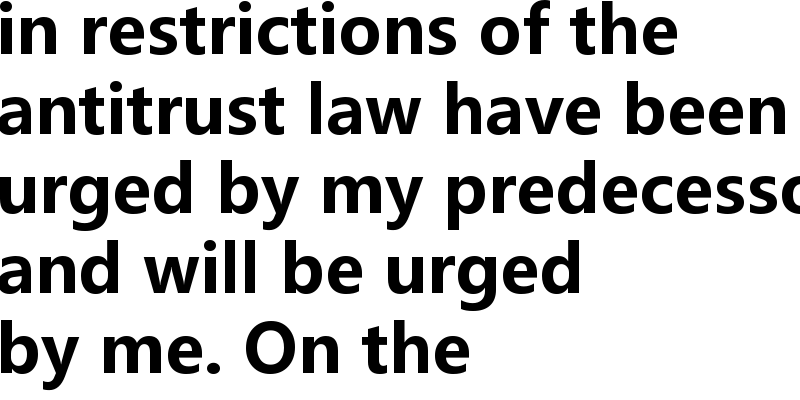 in restrictions of the
antitrust law have been
urged by my
and will be urged
by me. On the